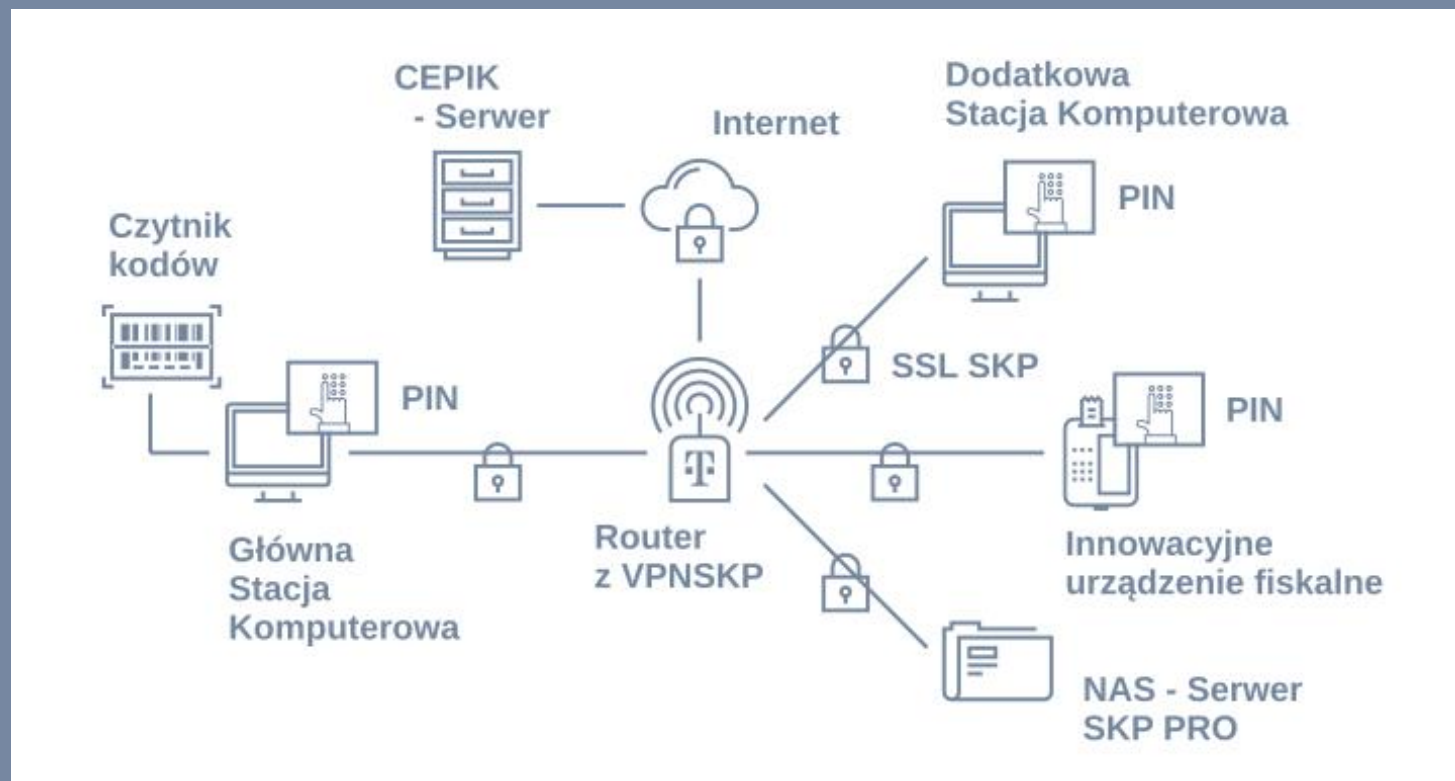 CEPIK
- Serwer
Internet
Dodatkowa
Stacja Komputerowa
PIN
Czytnik
kodów
PIN
SSL SKP
PIN
T
Router
z VPNSKP
Główna
Stacja
Komputerowa
Innowacyjne
urządzenie fiskalne
NAS - Serwer
SKP PRO